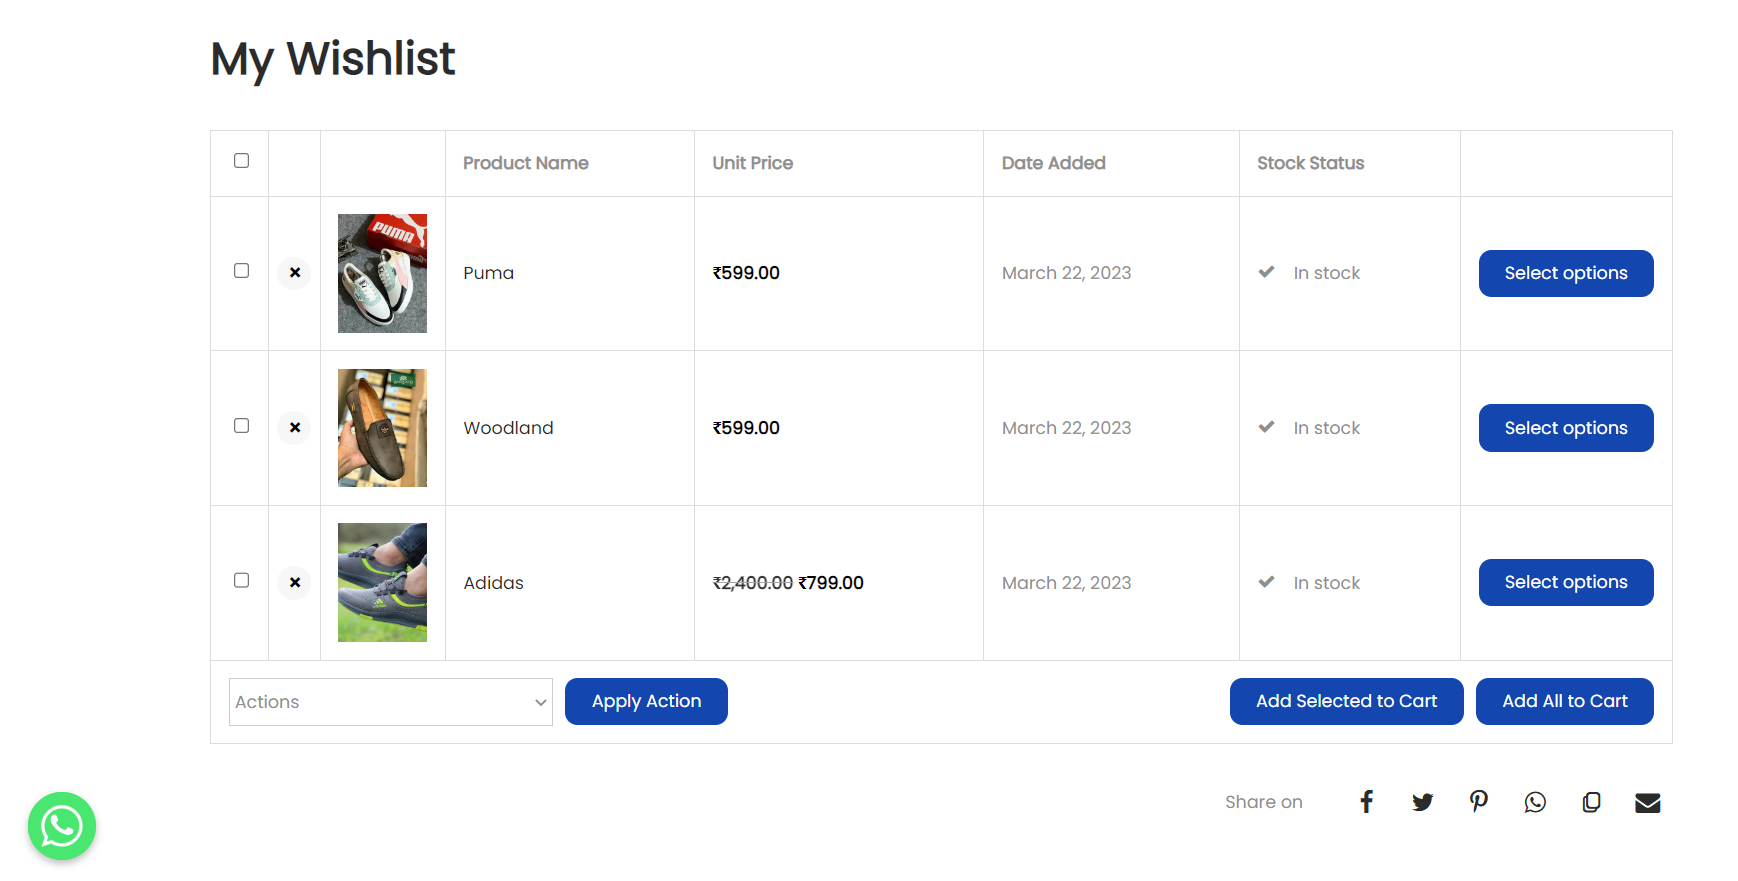 My Wishlist
Product Name Unit Price Date Added Stock Status
PUMA
Puma ₹599.00 March 22, 2023 In stock Select options
Woodland ₹599.00 March 22, 2023 In stock Select options
Adidas ₹2,400.00 ₹799.00 March 22, 2023 In stock Select options
Actions Apply Action Add Selected to Cart Add All to Cart
Share on